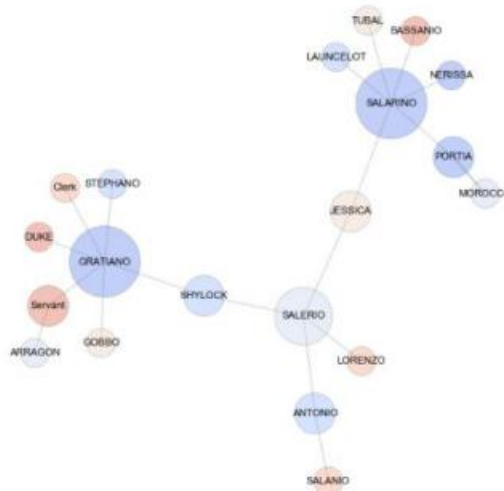 TUBAL
BASSANIO
LAUNCELOT
NERISSA
SALARINO
PORTIA
MOROCCO
Clerk
STEPHANO
JESSICA
DUKE
GRATIANO
SHYLOCK
Servant
SALERIO
ARRAGON
GOBBO
LORENZO
ANTONIO
SALANIO